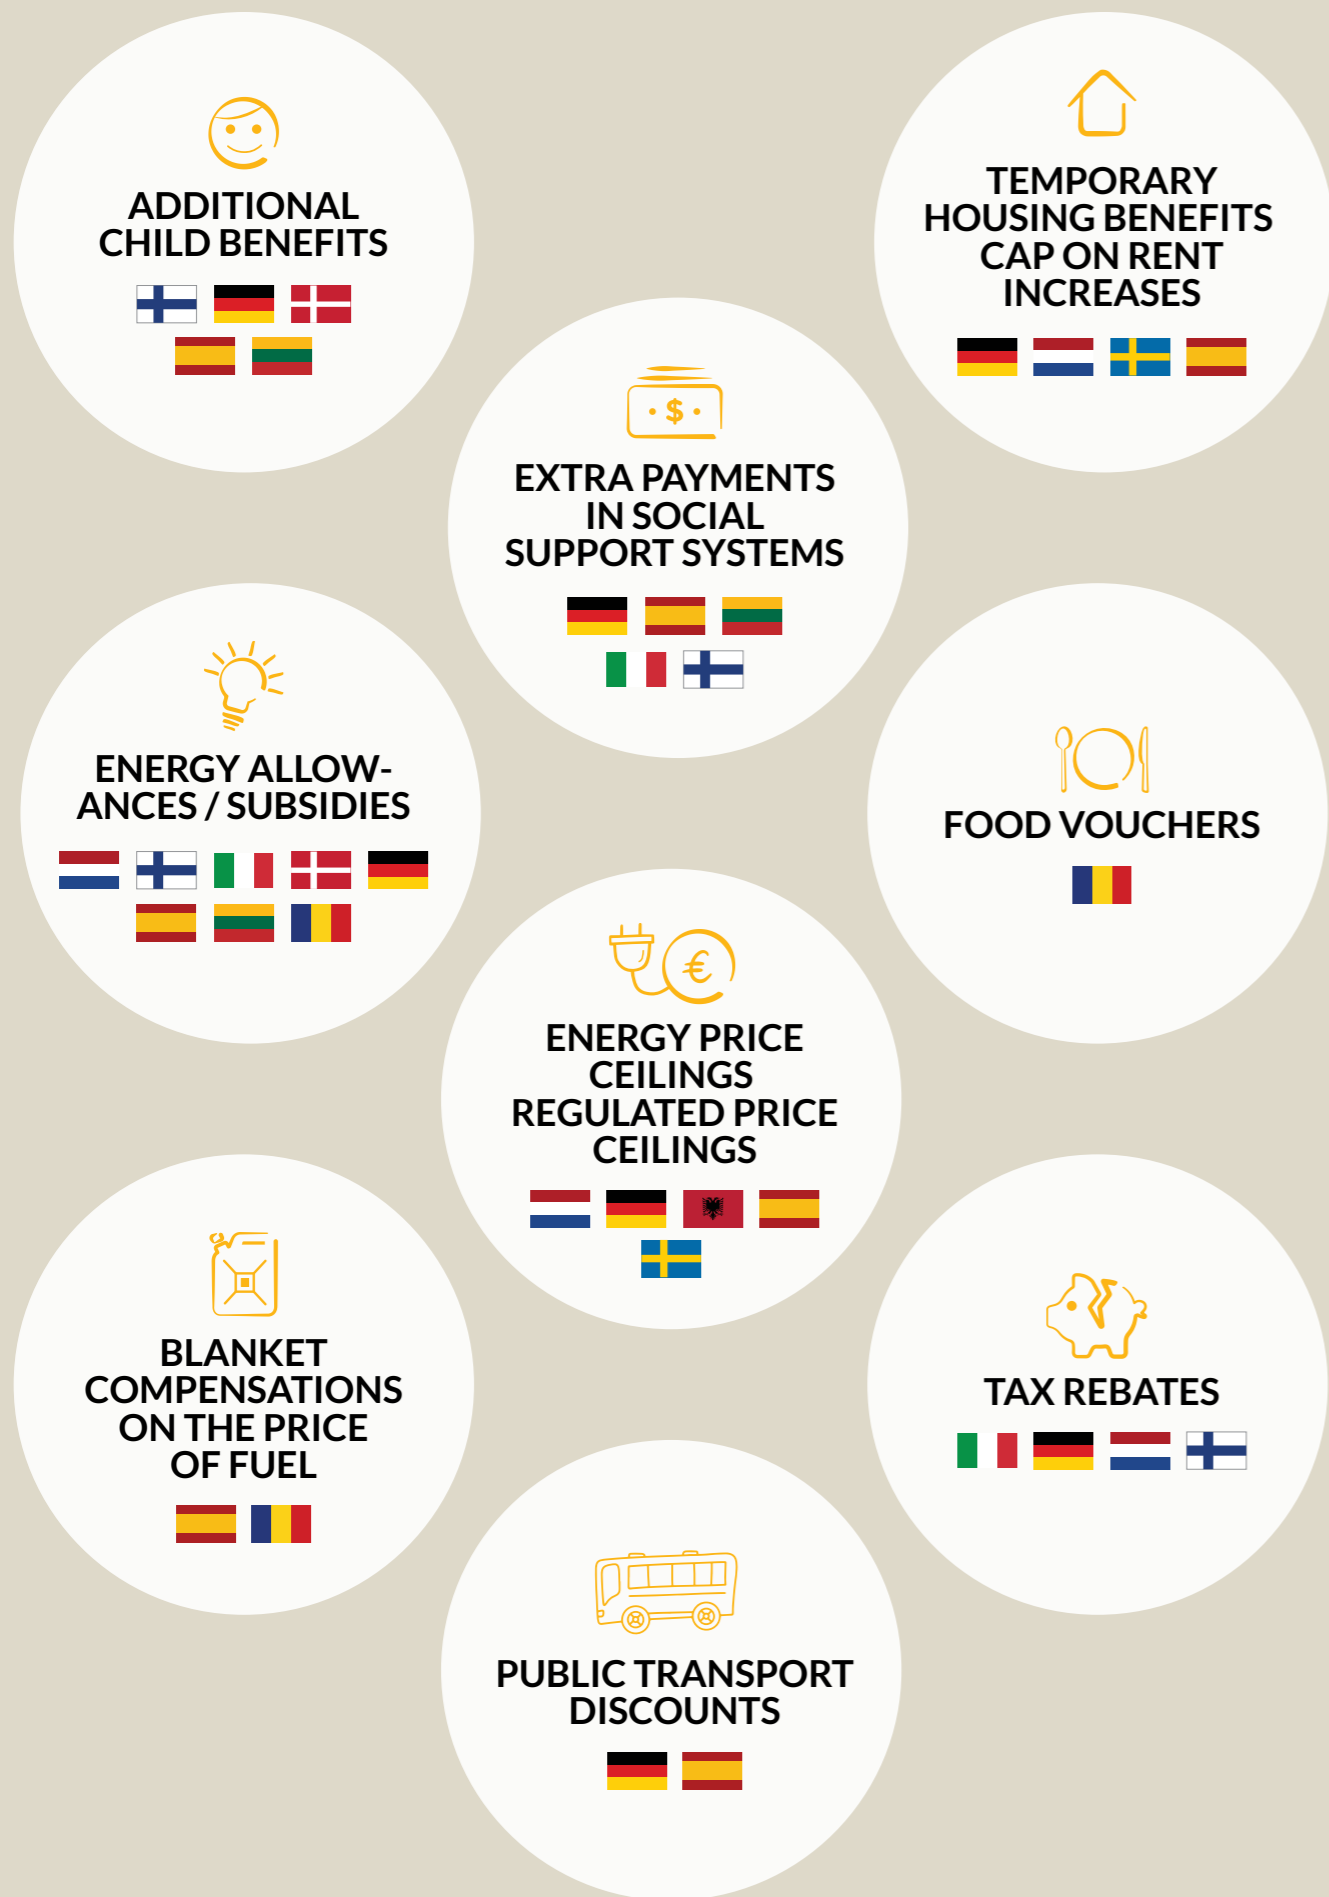 ADDITIONAL
CHILD BENEFITS
TEMPORARY
HOUSING BENEFITS
CAP ON RENT
INCREASES
$
EXTRA PAYMENTS
IN SOCIAL
SUPPORT SYSTEMS
ENERGY ALLOW-
ANCES / SUBSIDIES
FOOD VOUCHERS
€
ENERGY PRICE
CEILINGS
REGULATED PRICE
CEILINGS
BLANKET
COMPENSATIONS
ON THE PRICE
OF FUEL
TAX REBATES
PUBLIC TRANSPORT
DISCOUNTS